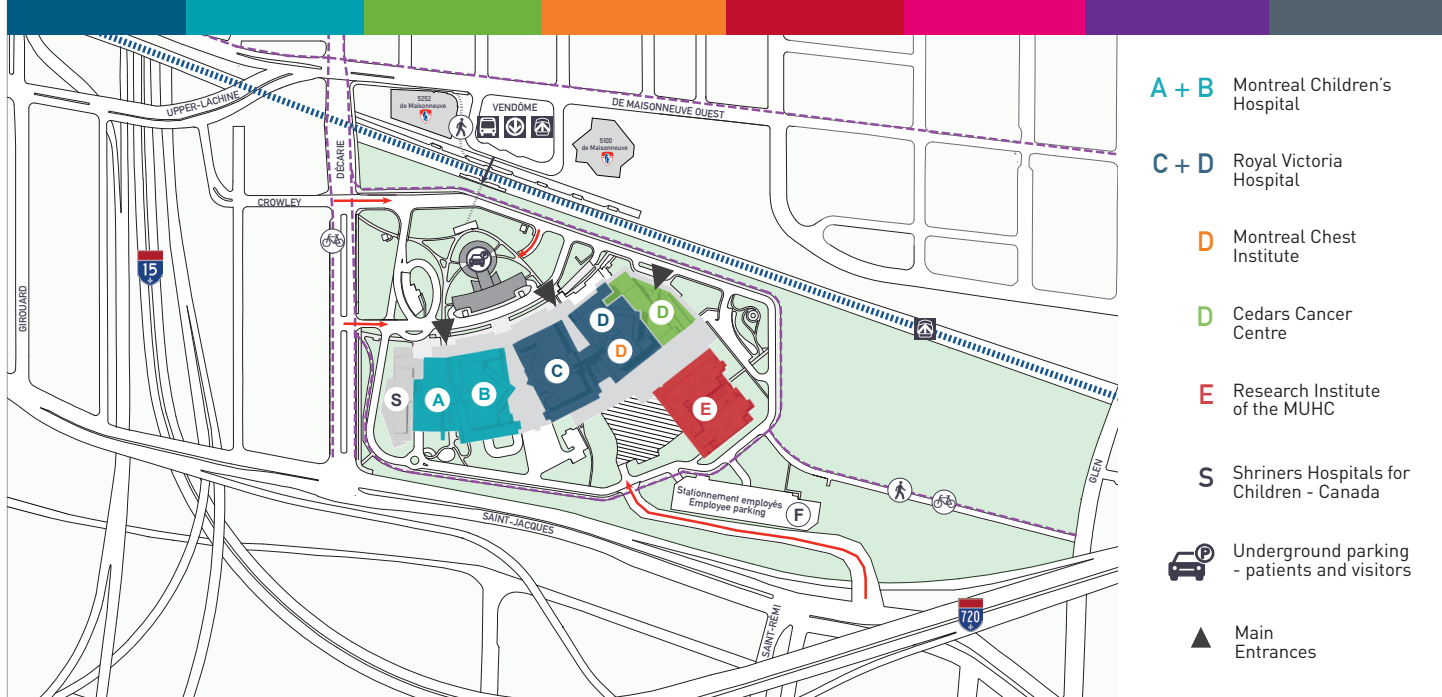 UPPER-LACHINE
5252
de Maisonneuve
VENDÔME
DE MAISONNEUVE OUEST
5100
de Maisonneuve
DÉCARIE
CROWLEY
15
GIROUARD
D
D
D
C
B
A
S
E
GLEN
Stationnement employés
Employee parking
F
SAINT-JACQUES
SAINT-RÉMI
720
P
A + B Montreal Children's
Hospital
C + D Royal Victoria
Hospital
D Montreal Chest
Institute
D Cedars Cancer
Centre
E Research Institute
of the MUHC
S Shriners Hospitals for
Children - Canada
P Underground parking
- patients and visitors
Main
Entrances